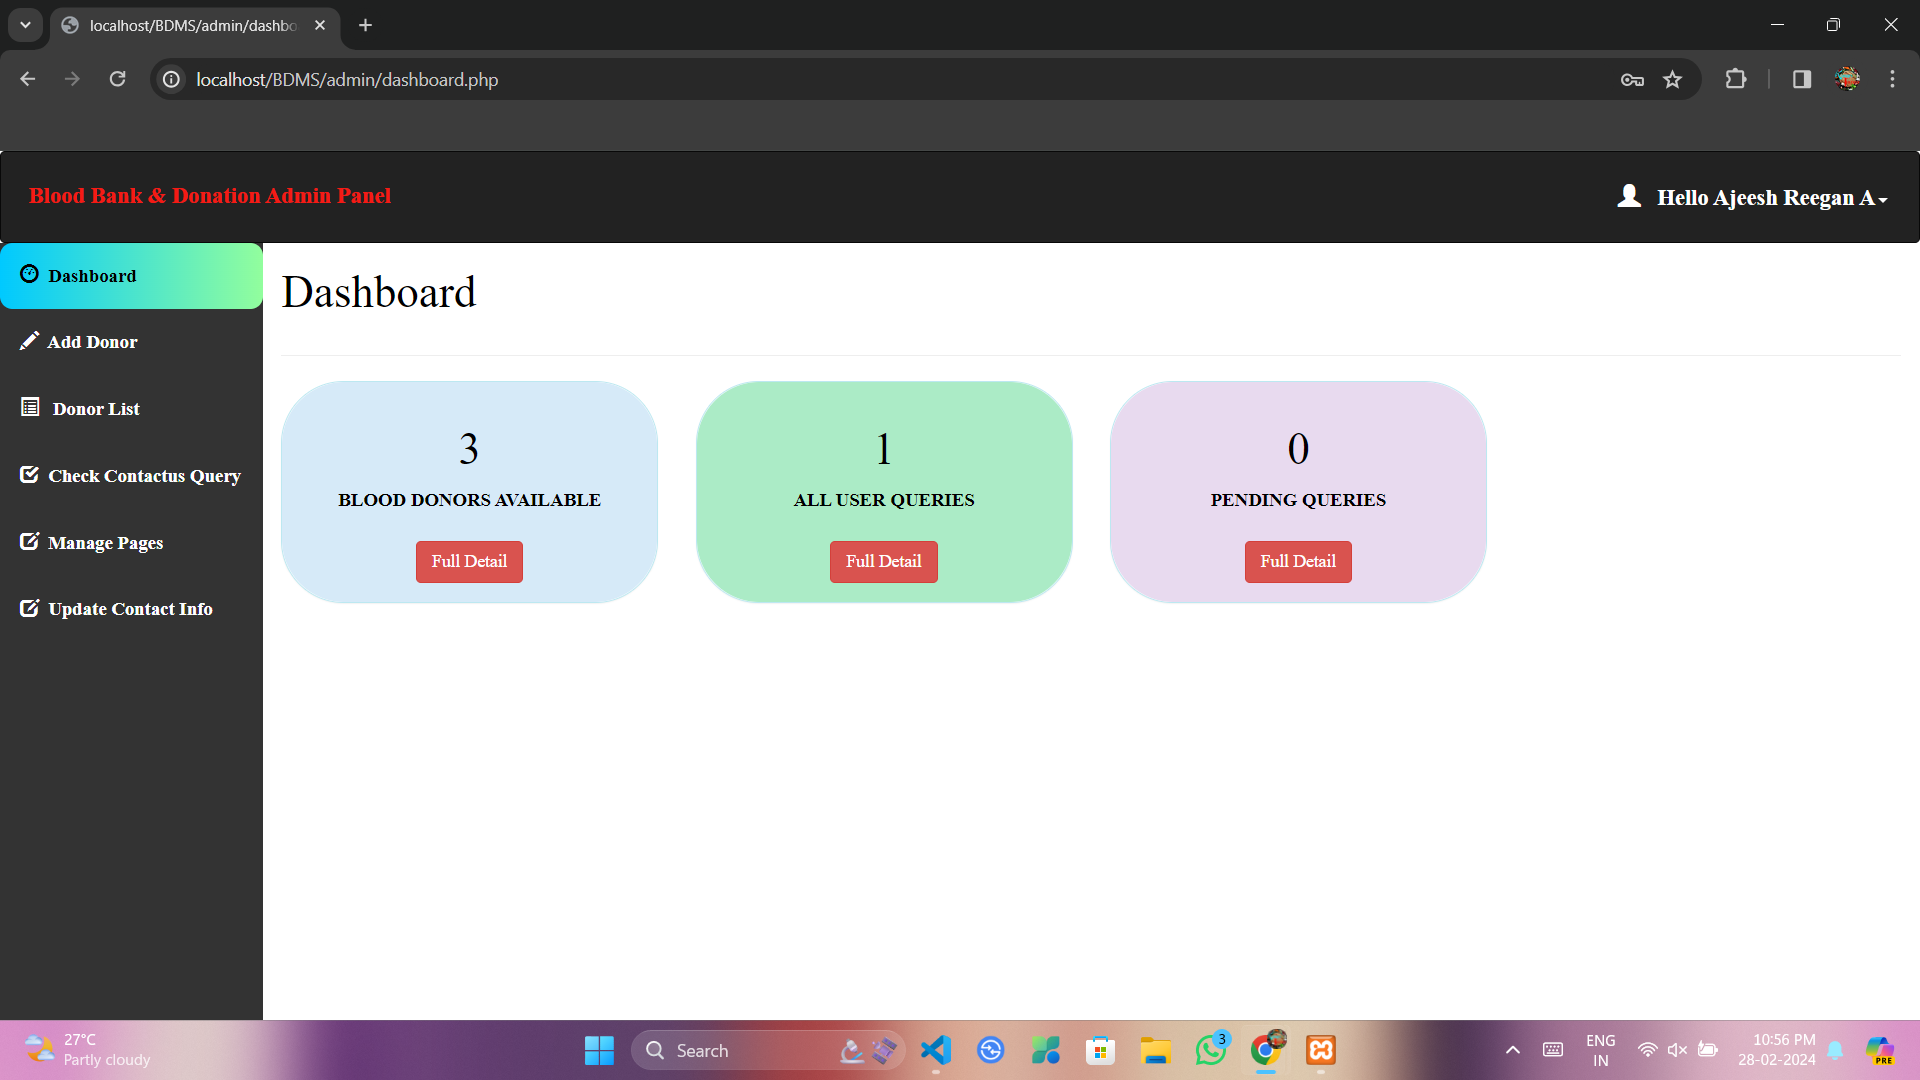 localhost/BDMS/admin/dashbo
localhost/BDMS/admin/dashboard.php
Blood Bank & Donation Admin Panel
Hello Ajeesh Reegan A
Dashboard
Add Donor
Donor List
Check Contactus Query
Manage Pages
Update Contact Info
Dashboard
3
BLOOD DONORS AVAILABLE
Full Detail
1
ALL USER QUERIES
Full Detail
0
PENDING QUERIES
Full Detail
27°C
Partly cloudy
Search
3
ENG
IN
10:56 PM
28-02-2024
PRE